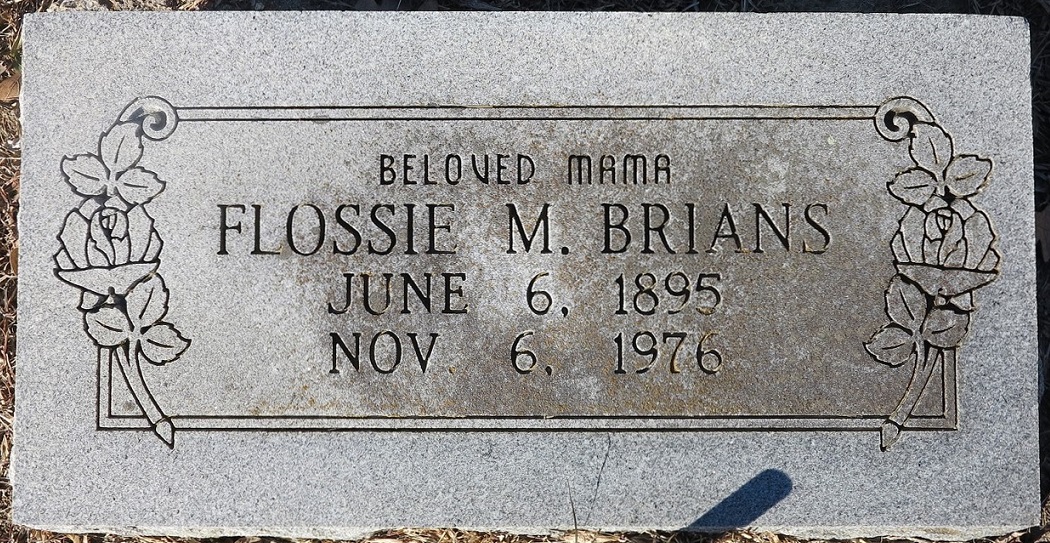 BELOVED MAMA
FLOSSIE M. BRIANS
JUNE 6, 1895
NOV 6, 1976